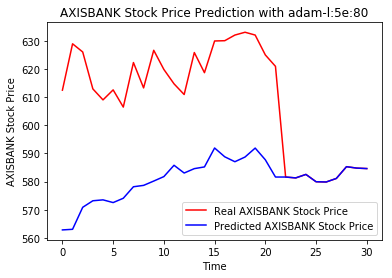 AXISBANK Stock Price Prediction with adam-l:5e:80
AXISBANK Stock Price
630
620
610
600
590
580
570
560
Real AXISBANK Stock Price
Predicted AXISBANK Stock Price
0 5 10 15 20 25 30
Time